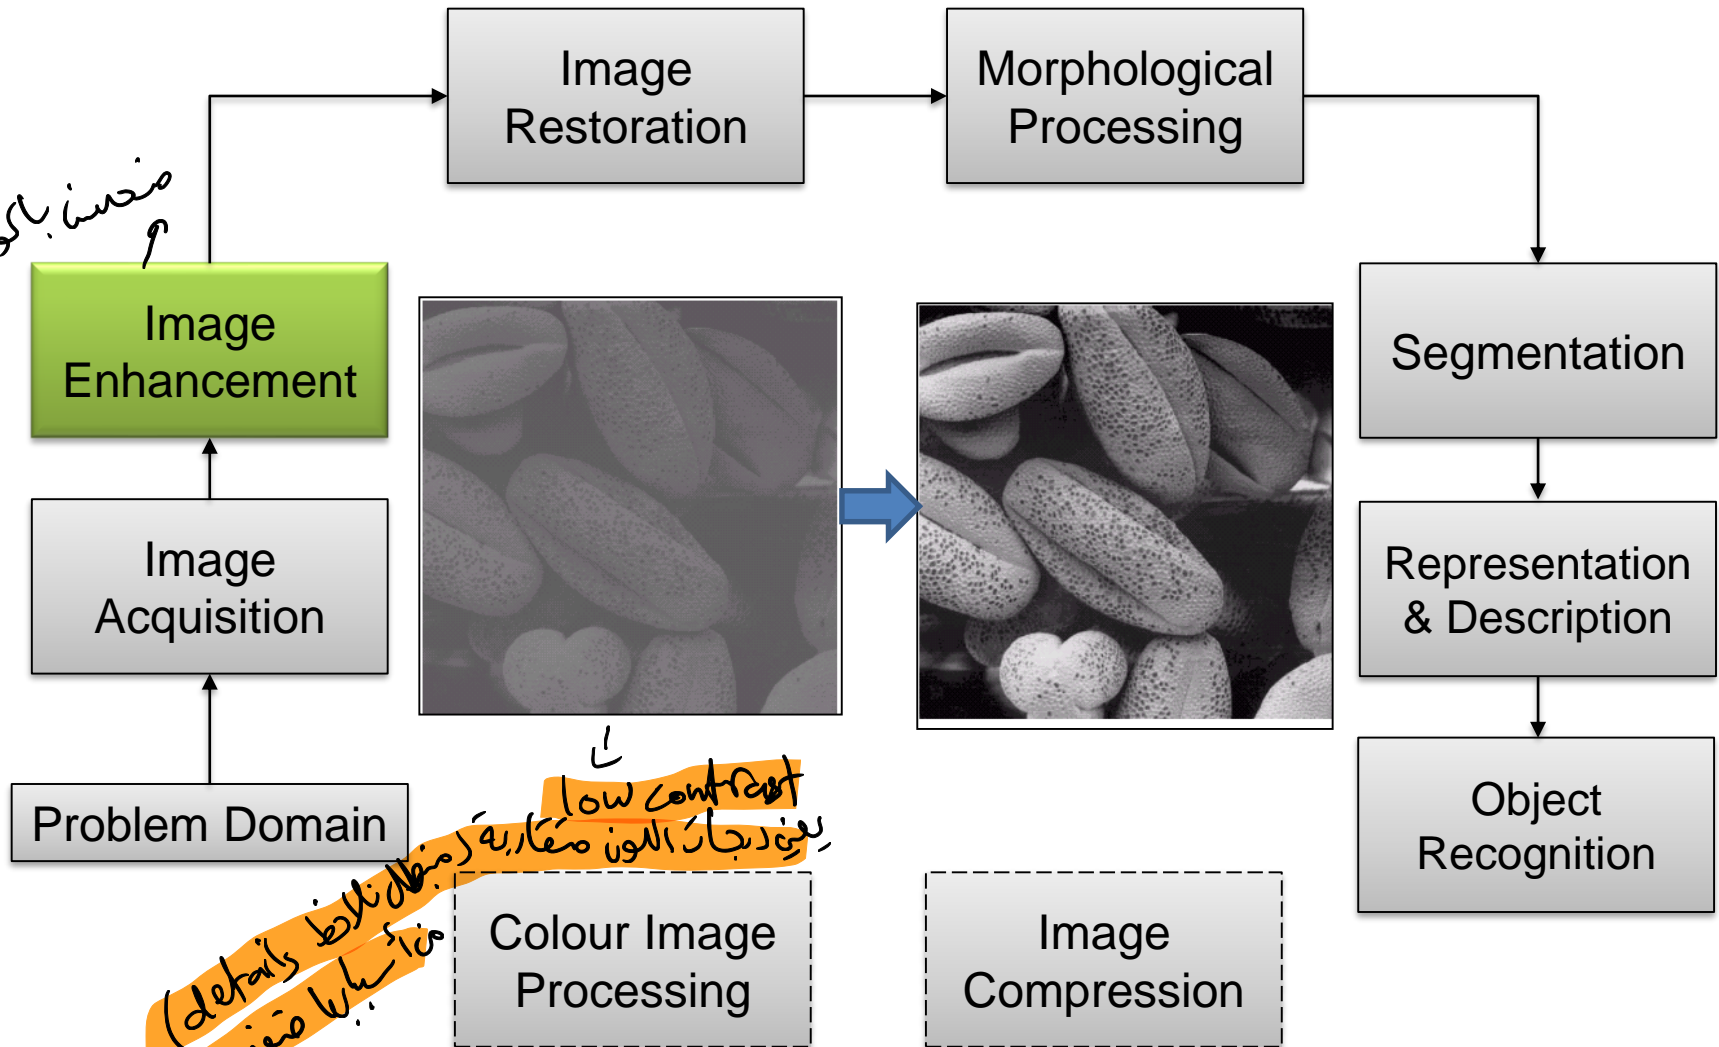 Image
Restoration
Morphological
Processing
Image
Enhancement
Segmentation
Image
Acquisition
Representation
& Description
Problem Domain
Object
Recognition
low contrast
يعني درجات اللون متقاربة
(details
Colour Image
Processing
Image
Compression